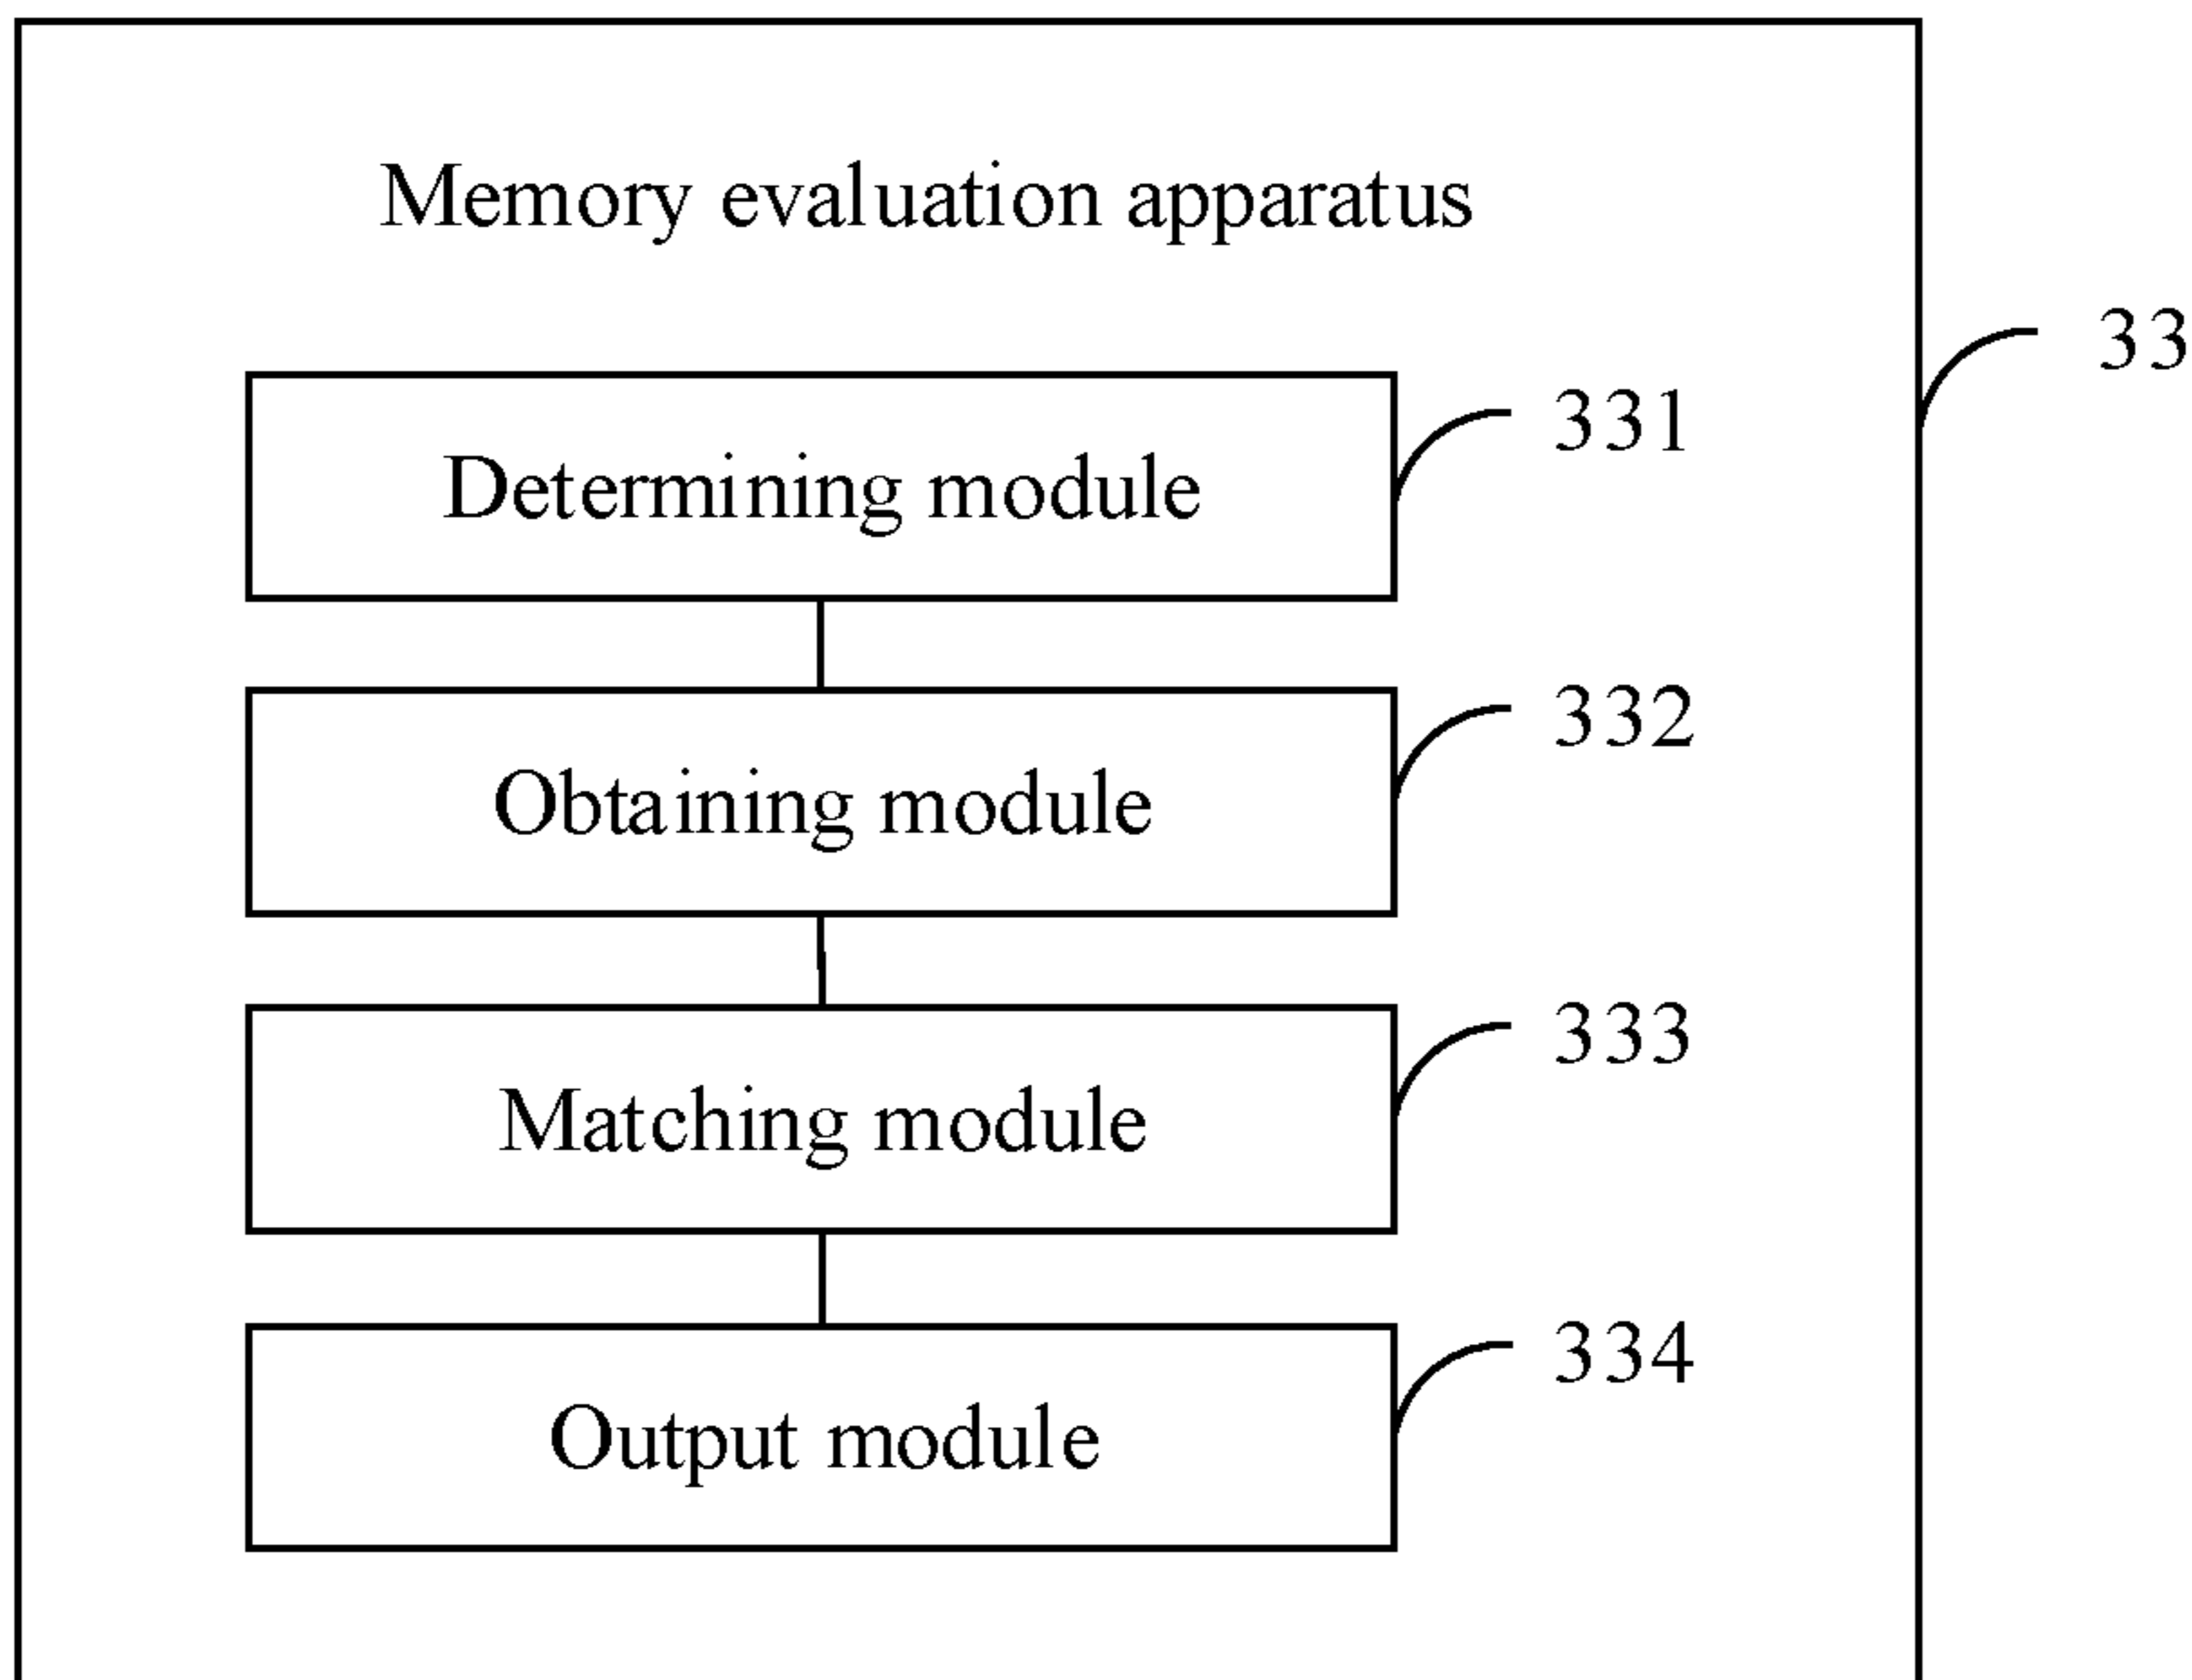 Memory evaluation apparatus
33
331
Determining module
332
Obtaining module
333
Matching module
334
Output module